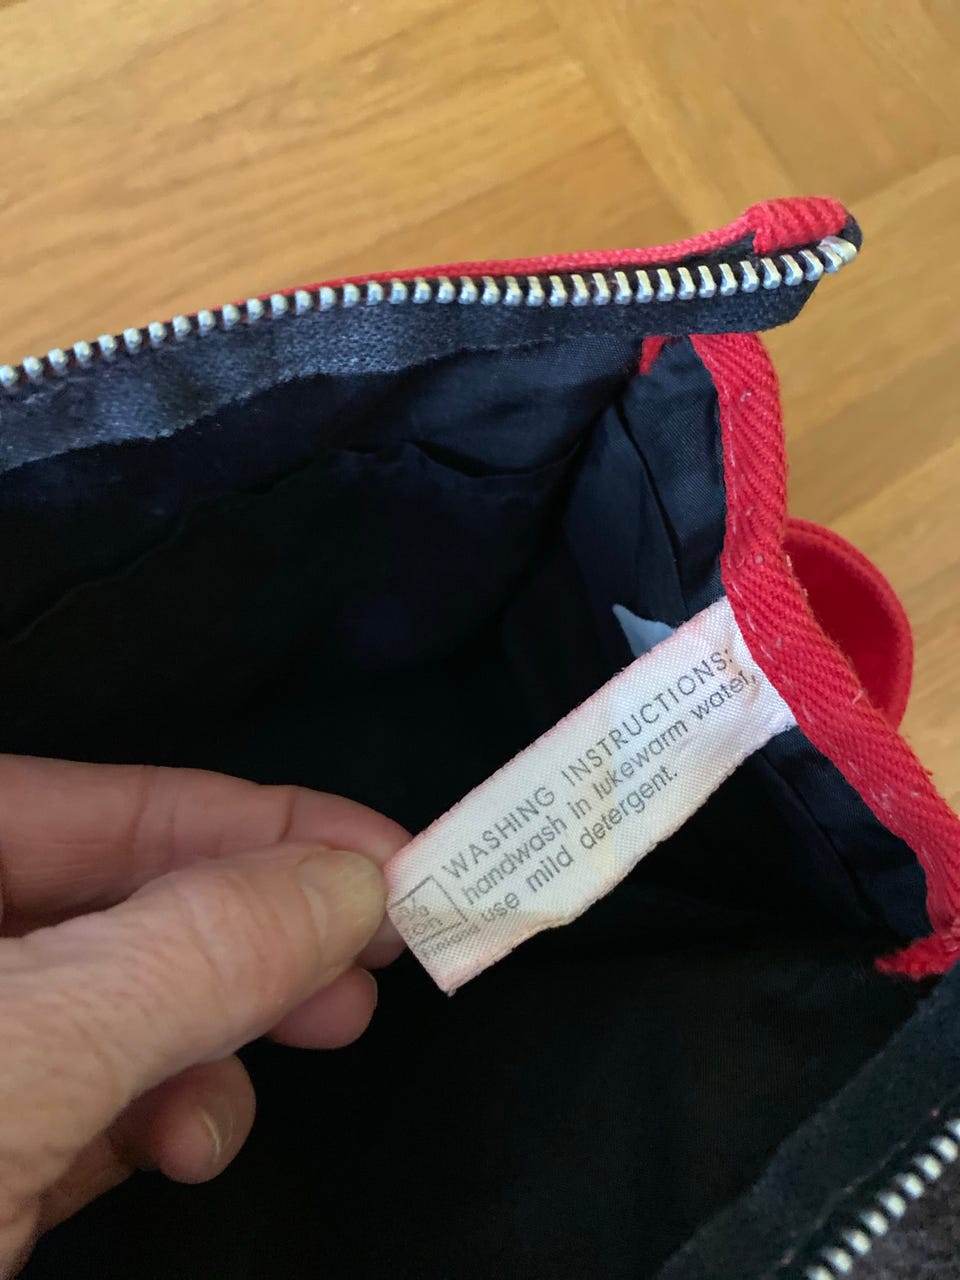 WASHING INSTRUCTIONS:
handwash in lukewarm water,
use mild detergent.